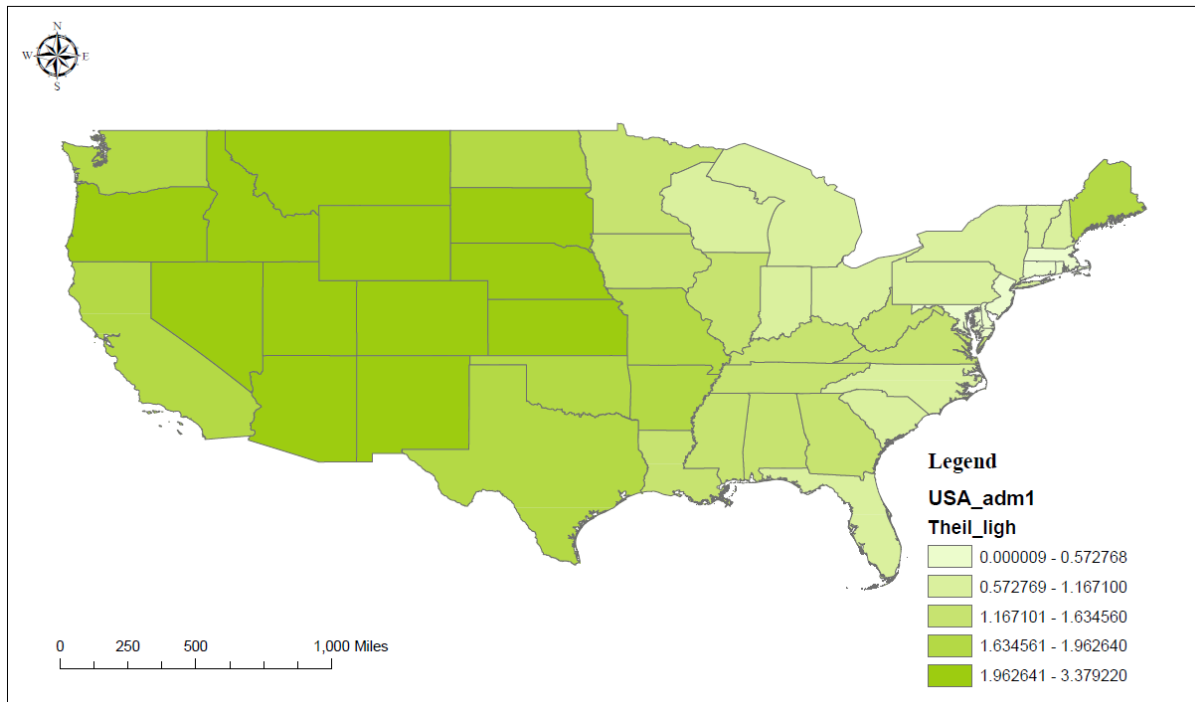 N
W E
S
Legend
USA_adm1
Theil_ligh
0.000009 - 0.572768
0.572769 - 1.167100
1.167101 - 1.634560
1.634561 - 1.962640
1.962641 - 3.379220
0 250 500 1,000 Miles